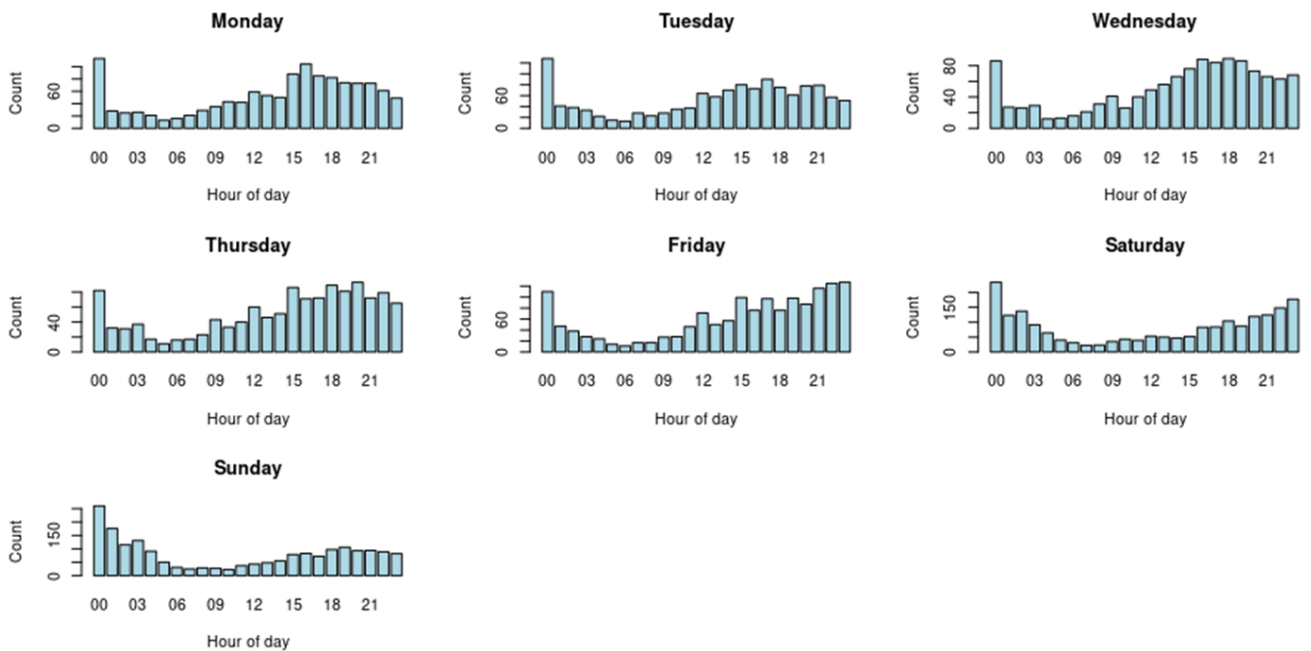 Monday
Count
0 60
00 03 06 09 12 15 18 21
Hour of day
Tuesday
Count
0 60
00 03 06 09 12 15 18 21
Hour of day
Wednesday
Count
0 40 80
00 03 06 09 12 15 18 21
Hour of day
Thursday
Count
0 40
00 03 06 09 12 15 18 21
Hour of day
Friday
Count
0 60
00 03 06 09 12 15 18 21
Hour of day
Saturday
Count
0 150
00 03 06 09 12 15 18 21
Hour of day
Sunday
Count
0 150
00 03 06 09 12 15 18 21
Hour of day